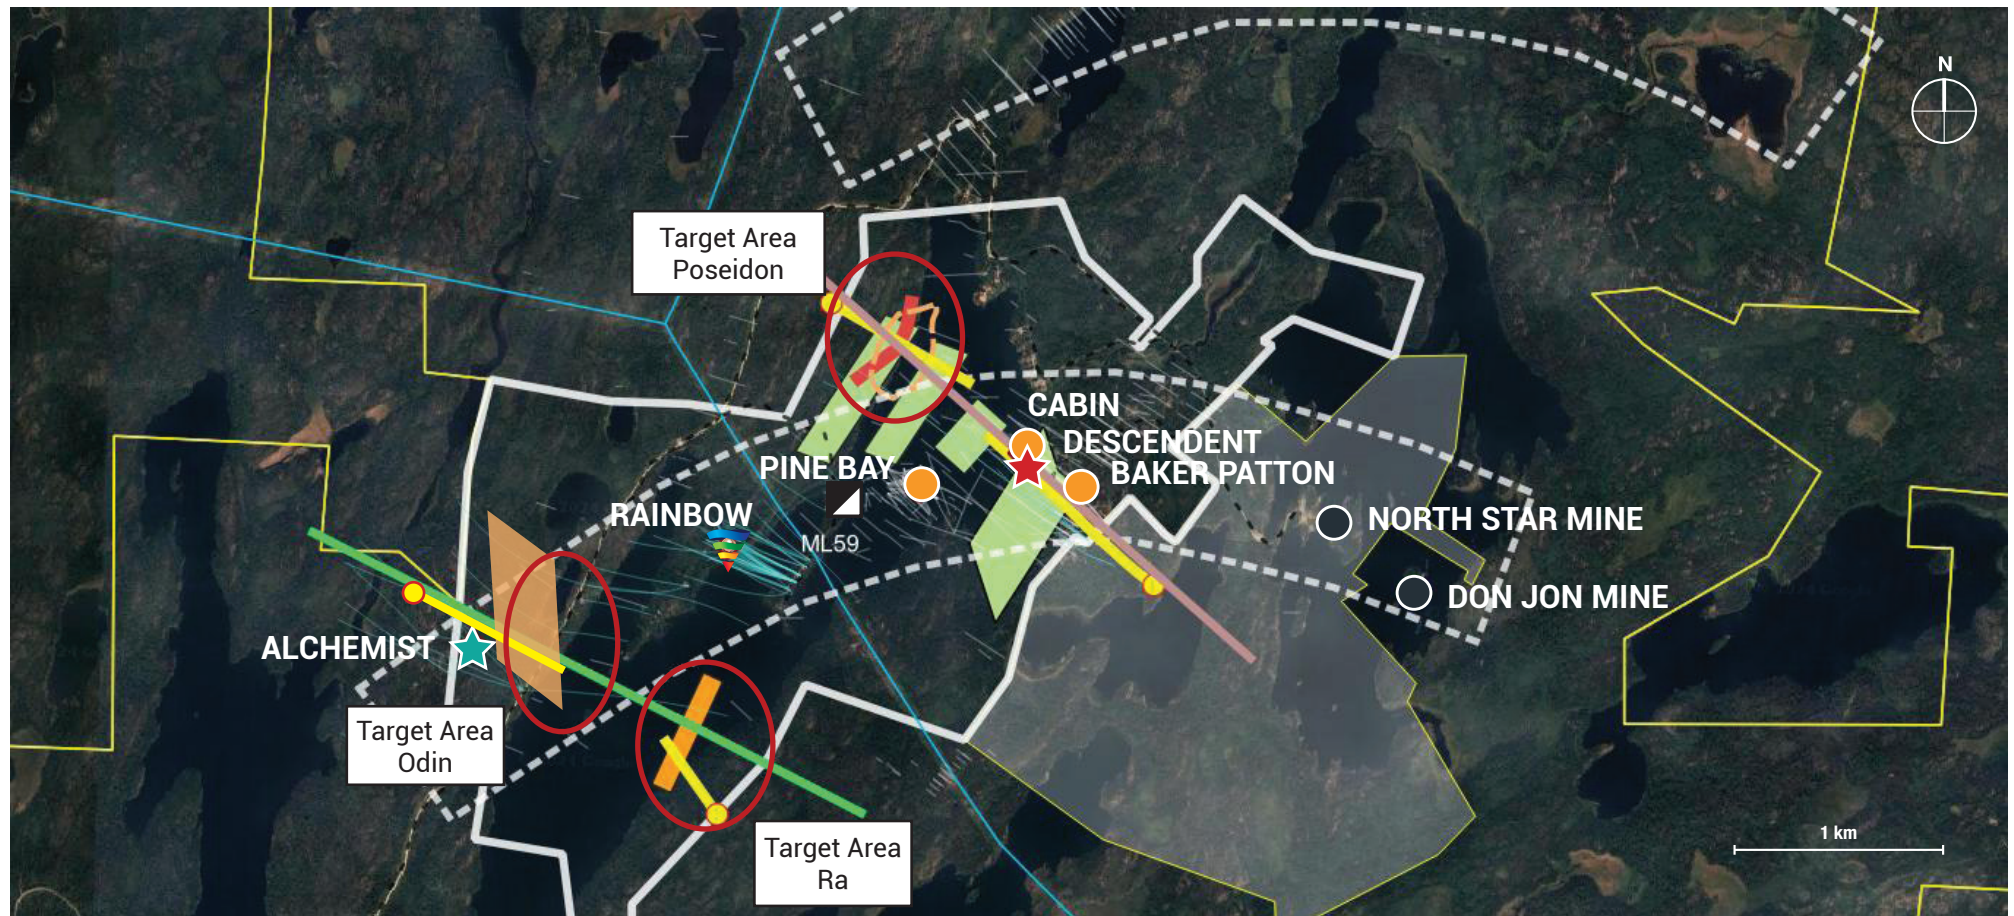 N
Target Area
Poseidon
CABIN
DESCENDENT
BAKER PATTON
PINE BAY
RAINBOW
ML59
NORTH STAR MINE
DON JON MINE
ALCHEMIST
Target Area
Odin
Target Area
Ra
1 km